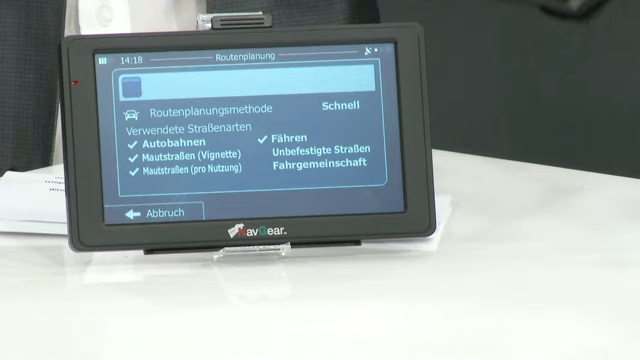 14:18 Routenplanung
Routenplanungsmethode Schnell
Verwendete Straßenarten
Autobahnen Fähren
Mautstraßen (Vignette) Unbefestigte Straßen
Mautstraßen (pro Nutzung) Fahrgemeinschaft
Abbruch
NavGear